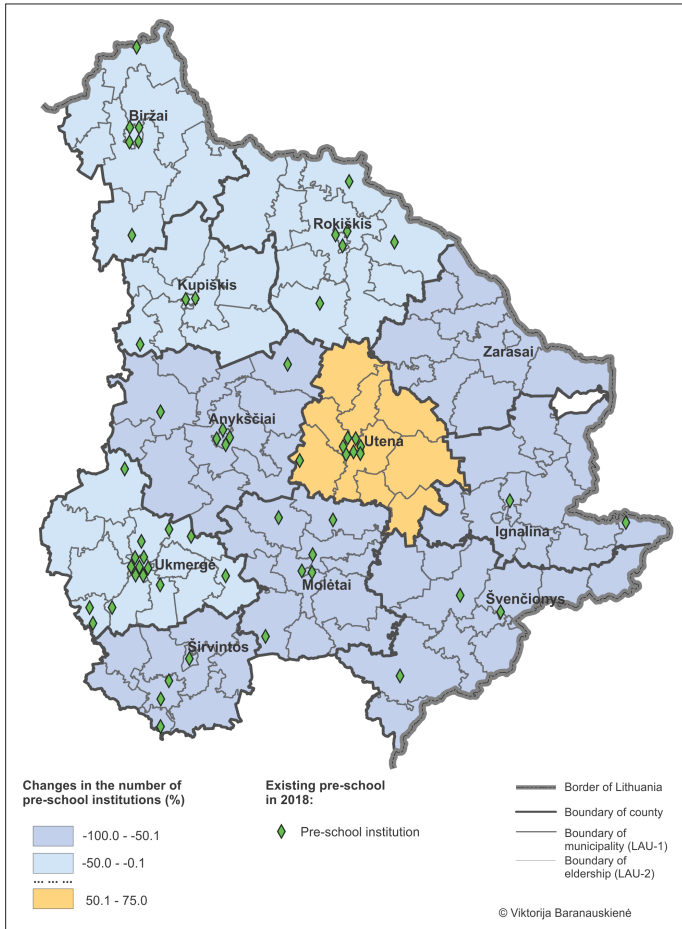 Biržai
Rokiškis
Kupiškis
Zarasai
Anykščiai
Utena
Ignalina
Ukmergė
Molėtai
Švenčionys
Širvintos
Changes in the number of
pre-school institutions (%)
-100.0 - -50.1
-50.0 - -0.1
... ... ...
50.1 - 75.0
Existing pre-school
in 2018:
Pre-school institution
Border of Lithuania
Boundary of county
Boundary of
municipality (LAU-1)
Boundary of
eldership (LAU-2)
© Viktorija Baranauskienė